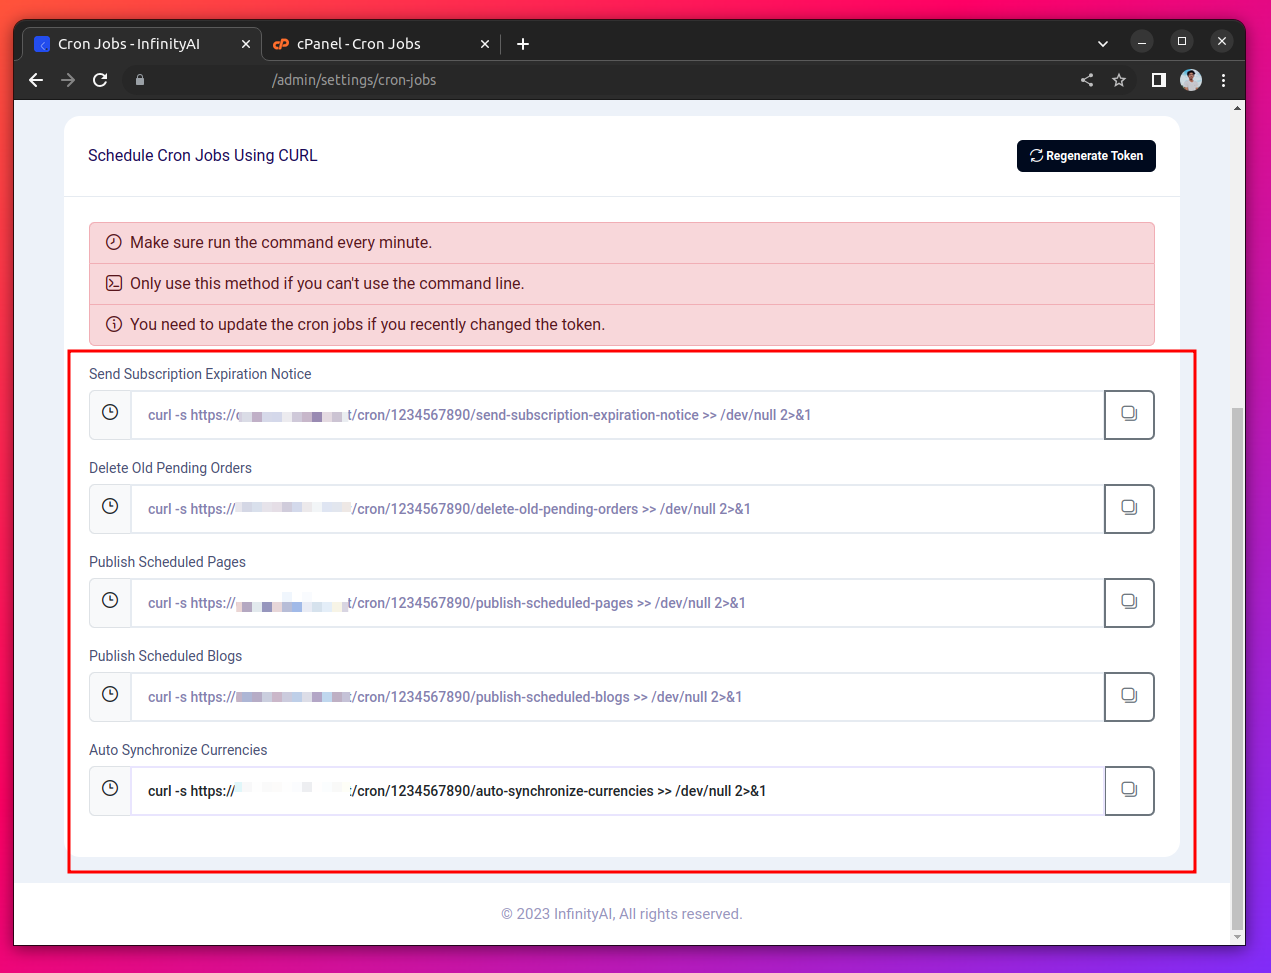 Cron Jobs - InfinityAI
cPanel - Cron Jobs
/admin/settings/cron-jobs
Schedule Cron Jobs Using CURL
Regenerate Token
Make sure run the command every minute.
Only use this method if you can't use the command line.
You need to update the cron jobs if you recently changed the token.
Send Subscription Expiration Notice
curl -s https:// /cron/1234567890/send-subscription-expiration-notice >> /dev/null 2>&1
Delete Old Pending Orders
curl -s https:// /cron/1234567890/delete-old-pending-orders >> /dev/null 2>&1
Publish Scheduled Pages
curl -s https:// /cron/1234567890/publish-scheduled-pages >> /dev/null 2>&1
Publish Scheduled Blogs
curl -s https:// /cron/1234567890/publish-scheduled-blogs >> /dev/null 2>&1
Auto Synchronize Currencies
curl -s https:// /cron/1234567890/auto-synchronize-currencies >> /dev/null 2>&1
© 2023 InfinityAI, All rights reserved.